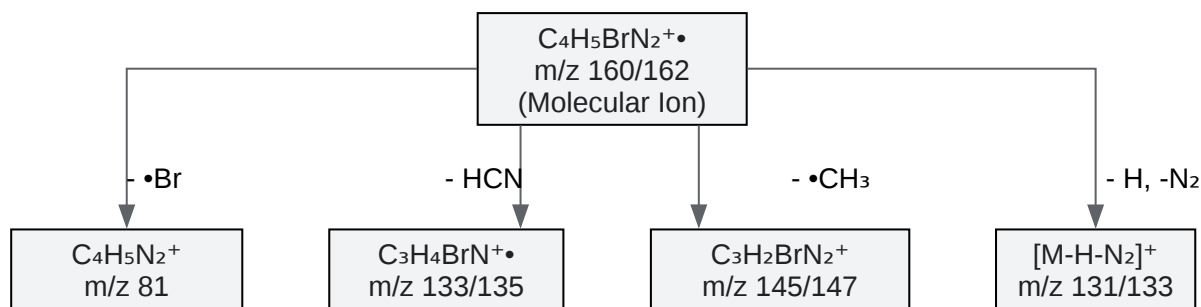 C₄H₅BrN₂⁺•
m/z 160/162
(Molecular Ion)
- •Br
- HCN
- •CH₃
- H, -N₂
C₄H₅N₂⁺
m/z 81
C₃H₄BrN⁺•
m/z 133/135
C₃H₂BrN₂⁺
m/z 145/147
[M-H-N₂]⁺
m/z 131/133